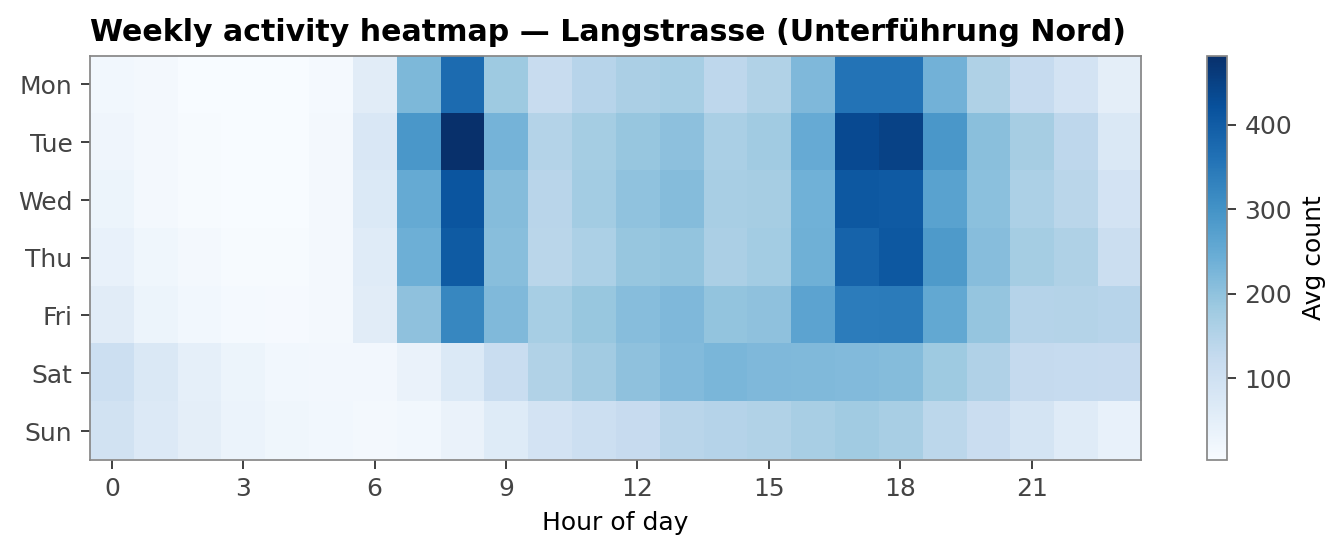 Weekly activity heatmap — Langstrasse (Unterführung Nord)
Mon
Tue
Wed
Thu
Fri
Sat
Sun
0 3 6 9 12 15 18 21
Hour of day
400
300
200
100
Avg count